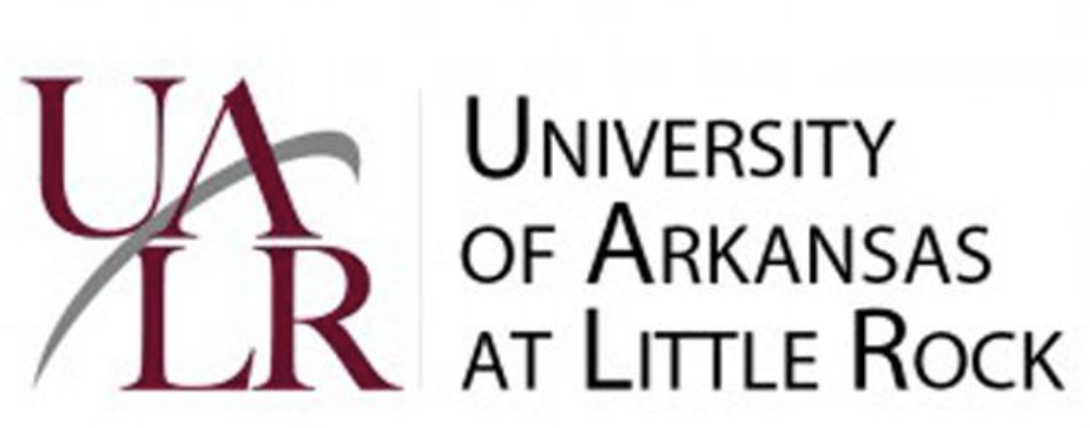 UA
LR
UNIVERSITY
OF ARKANSAS
AT LITTLE ROCK